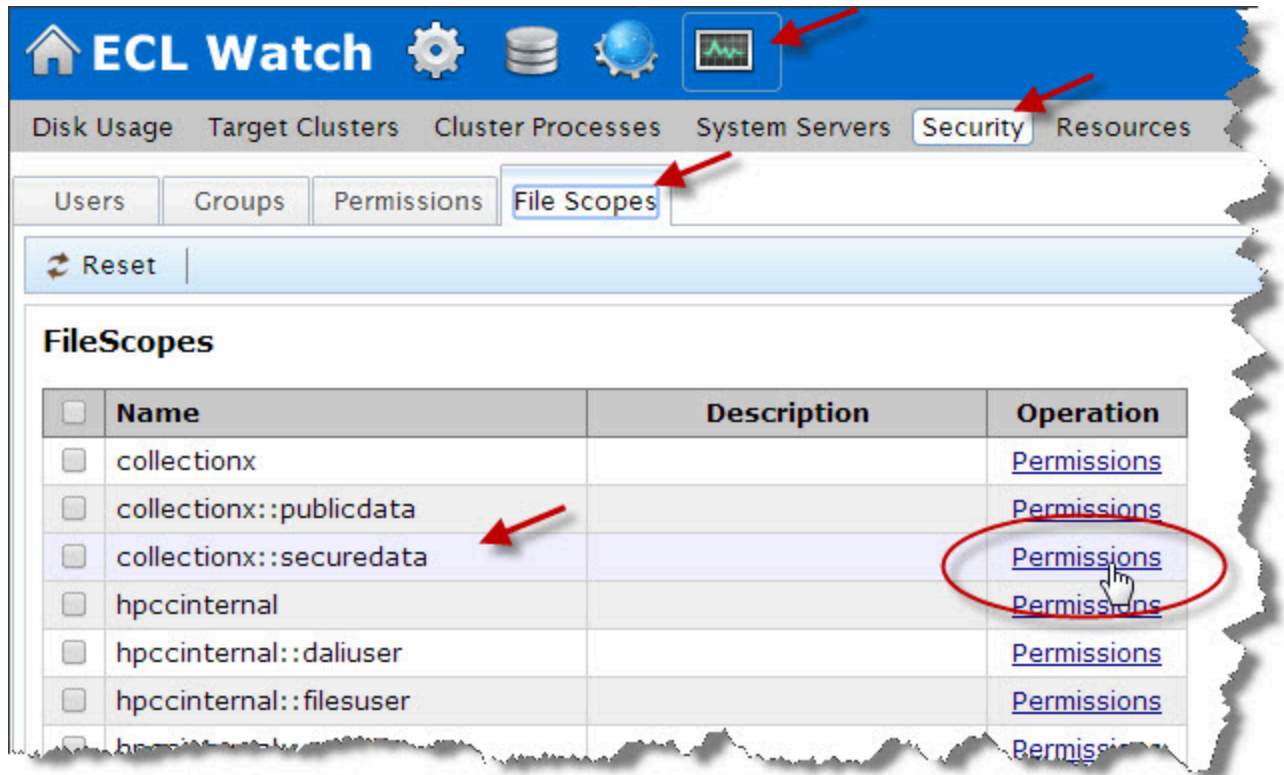 ECL Watch
Disk Usage Target Clusters Cluster Processes System Servers Security Resources
Users Groups Permissions File Scopes
Reset
FileScopes
Name Description Operation
collectionx Permissions
collectionx::publicdata Permissions
collectionx::securedata Permissions
hpccinternal Permissions
hpccinternal::daliuser Permissions
hpccinternal::filesuser Permissions
Permissions